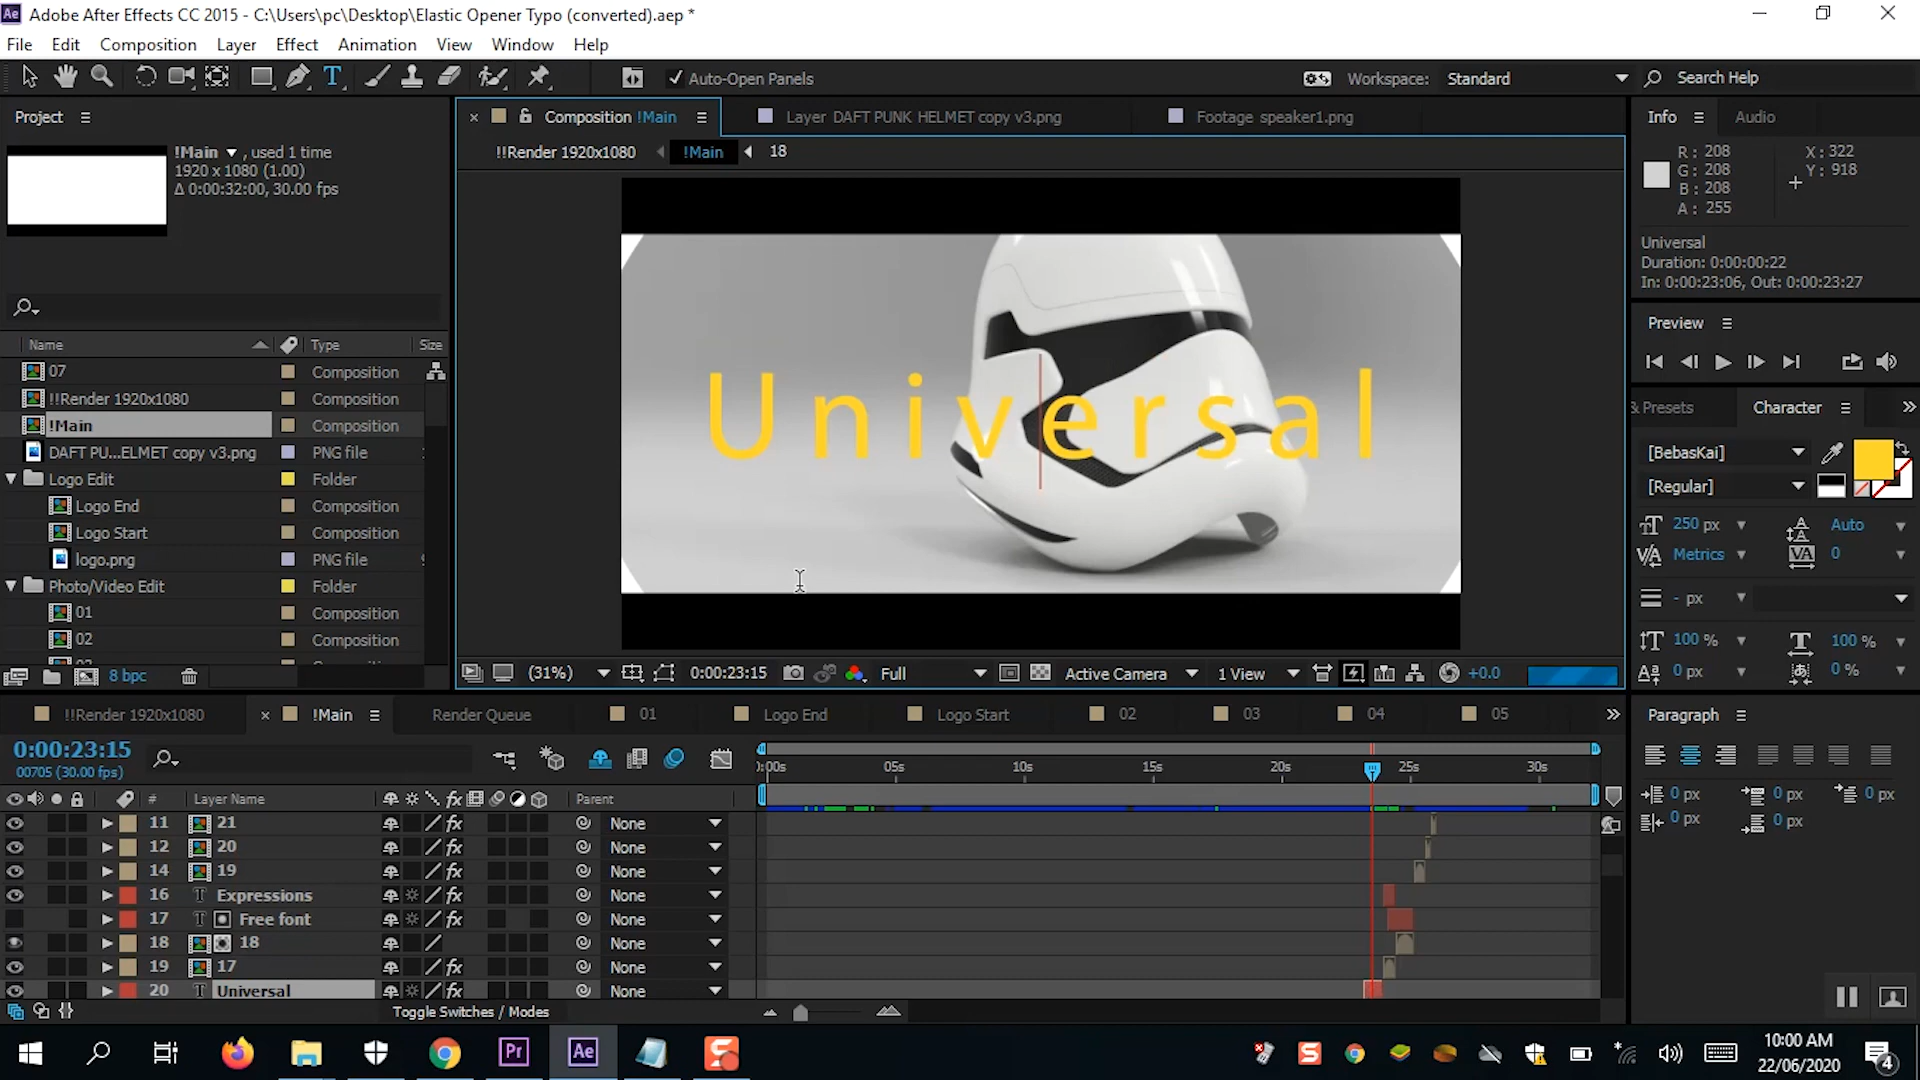 Adobe After Effects CC 2015 - C:\Users\pc\Desktop\Elastic Opener Typo (converted).aep *
File Edit Composition Layer Effect Animation View Window Help
Auto-Open Panels
Workspace: Standard
Search Help
Project
!Main , used 1 time
1920 x 1080 (1.00)
Δ 0:00:32:00, 30.00 fps
Name Type Size
07 Composition
!!Render 1920x1080 Composition
!Main Composition
DAFT PU...ELMET copy v3.png PNG file
Logo Edit Folder
Logo End Composition
Logo Start Composition
logo.png PNG file
Photo/Video Edit Folder
01 Composition
02 Composition
8 bpc
Composition !Main
Layer DAFT PUNK HELMET copy v3.png
Footage speaker1.png
!!Render 1920x1080 !Main 18
Universal
(31%) 0:00:23:15 Full Active Camera 1 View +0.0
Info Audio
R: 208 X: 322
G: 208 Y: 918
B: 208
A: 255
Universal
Duration: 0:00:00:22
In: 0:00:23:06, Out: 0:00:23:27
Preview
& Presets Character
[BebasKai]
[Regular]
250 px Auto
Metrics 0
- px
100 % 100 %
0 px 0 %
Paragraph
0 px 0 px 0 px
0 px 0 px
!!Render 1920x1080 !Main Render Queue 01 Logo End Logo Start 02 03 04 05
0:00:23:15
00705 (30.00 fps)
):00s 05s 10s 15s 20s 25s 30s
# Layer Name Parent
11 21 None
12 20 None
14 19 None
16 T Expressions None
17 T Free font None
18 18 None
19 17 None
20 T Universal None
Toggle Switches / Modes
Pr
Ae
S
10:00 AM
22/06/2020
4